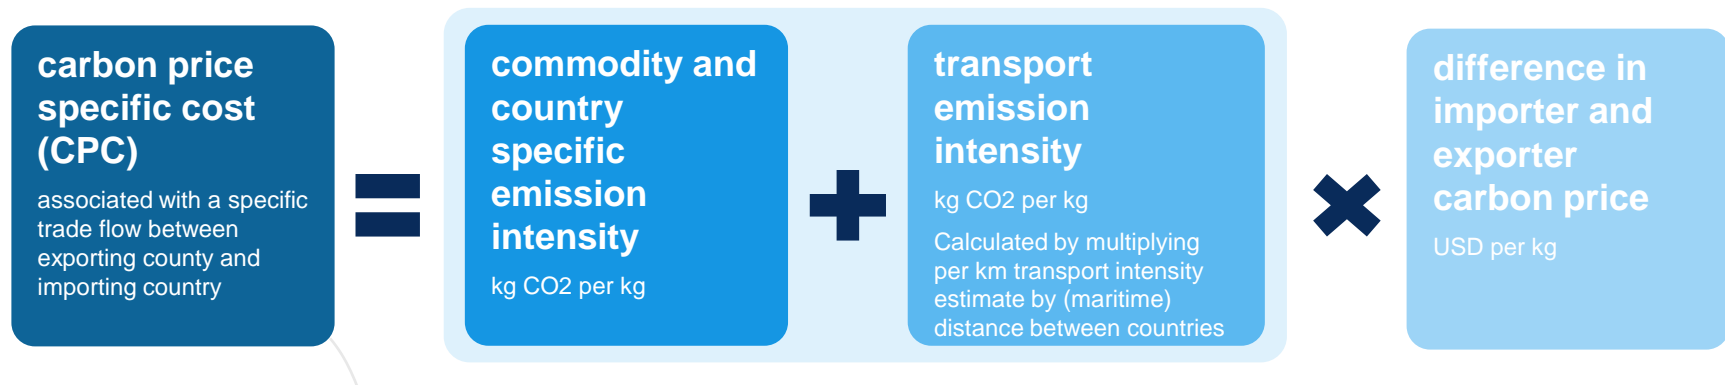 carbon price
specific cost
(CPC)
associated with a specific
trade flow between
exporting county and
importing country
commodity and
country
specific
emission
intensity
kg CO2 per kg
transport
emission
intensity
kg CO2 per kg
Calculated by multiplying
per km transport intensity
estimate by (maritime)
distance between countries
difference in
importer and
exporter
carbon price
USD per kg